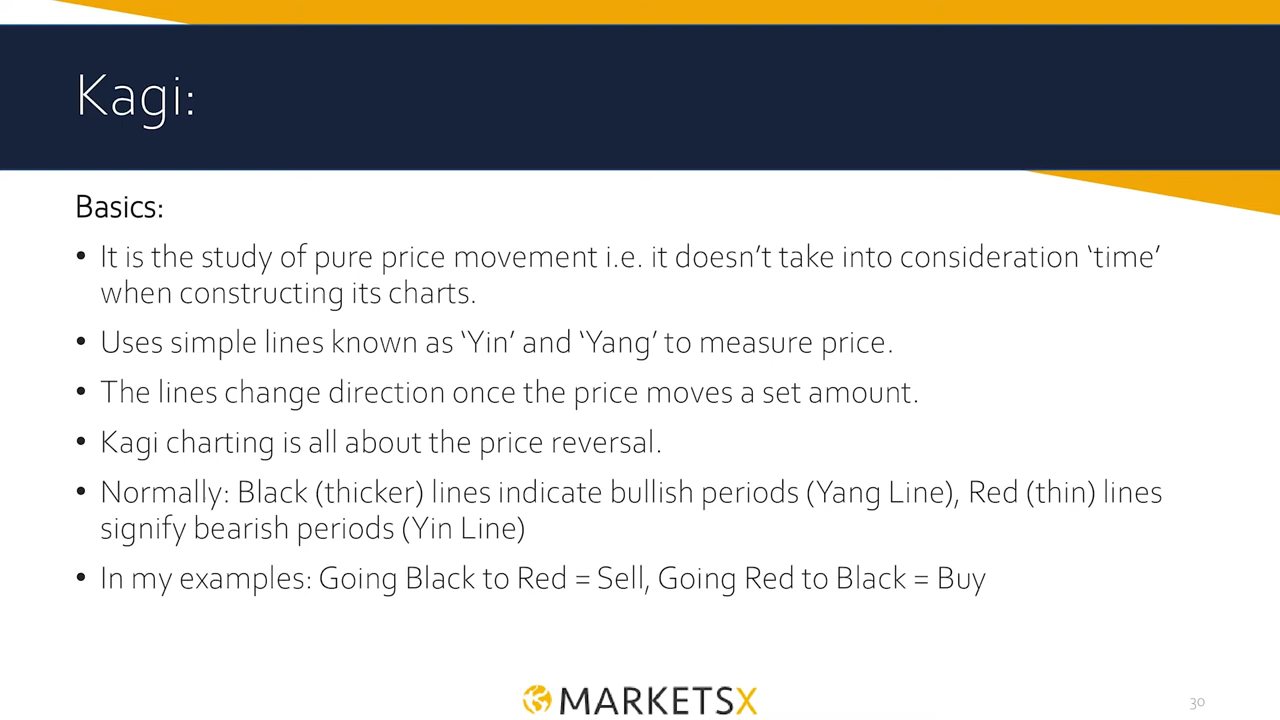 Kagi:
Basics:
• It is the study of pure price movement i.e. it doesn’t take into consideration ‘time’
when constructing its charts.
• Uses simple lines known as ‘Yin’ and ‘Yang’ to measure price.
• The lines change direction once the price moves a set amount.
• Kagi charting is all about the price reversal.
• Normally: Black (thicker) lines indicate bullish periods (Yang Line), Red (thin) lines
signify bearish periods (Yin Line)
• In my examples: Going Black to Red = Sell, Going Red to Black = Buy
MARKETSX
30